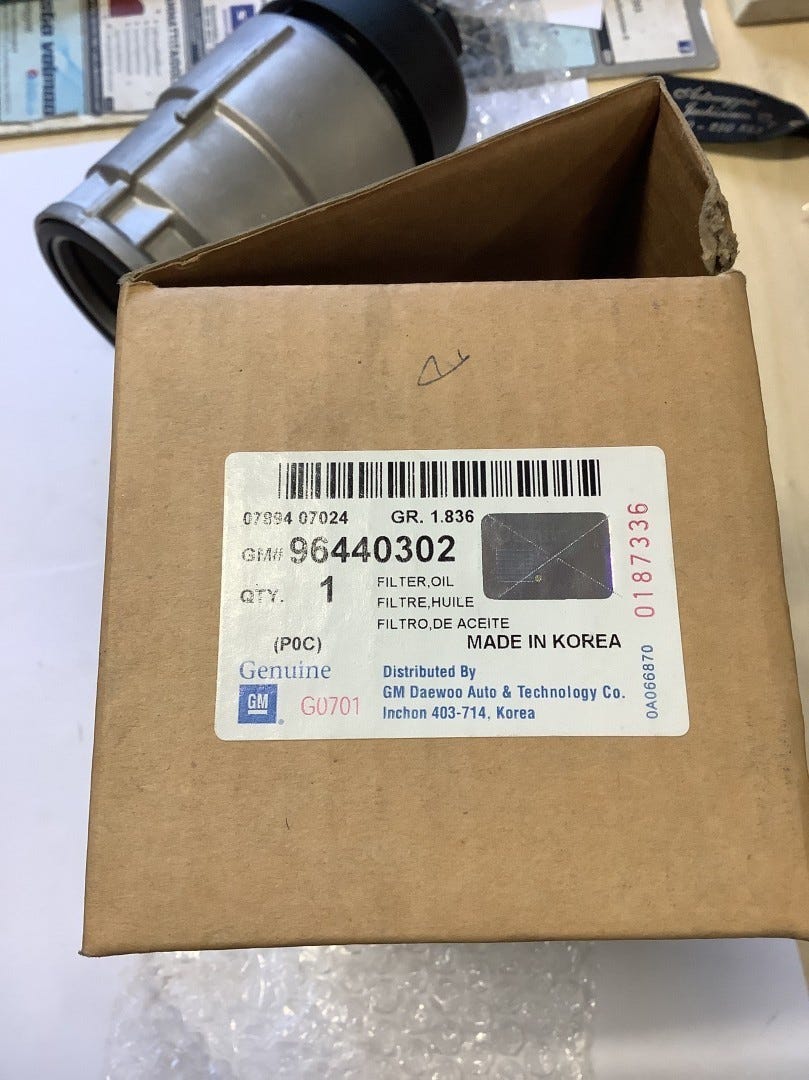 07894 07024 GR. 1.836
GM# 96440302
QTY. 1
FILTER,OIL
FILTRE,HUILE
FILTRO,DE ACEITE
(P0C) MADE IN KOREA
Genuine
GM
G0701
Distributed By
GM Daewoo Auto & Technology Co.
Inchon 403-714, Korea
0187336
0A066870